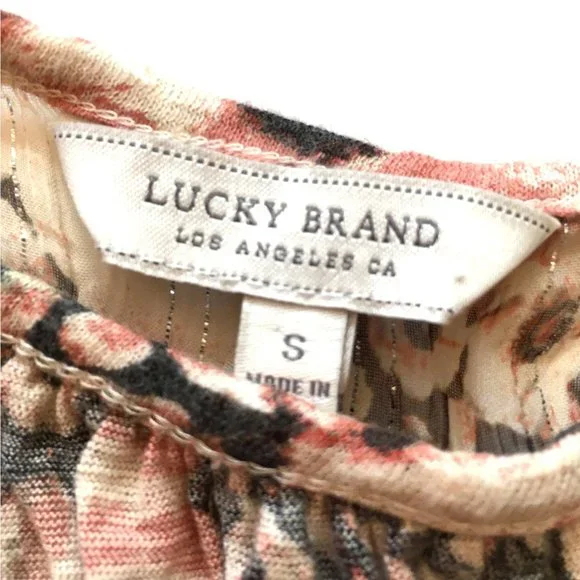 LUCKY BRAND
LOS ANGELES CA
S
MADE IN